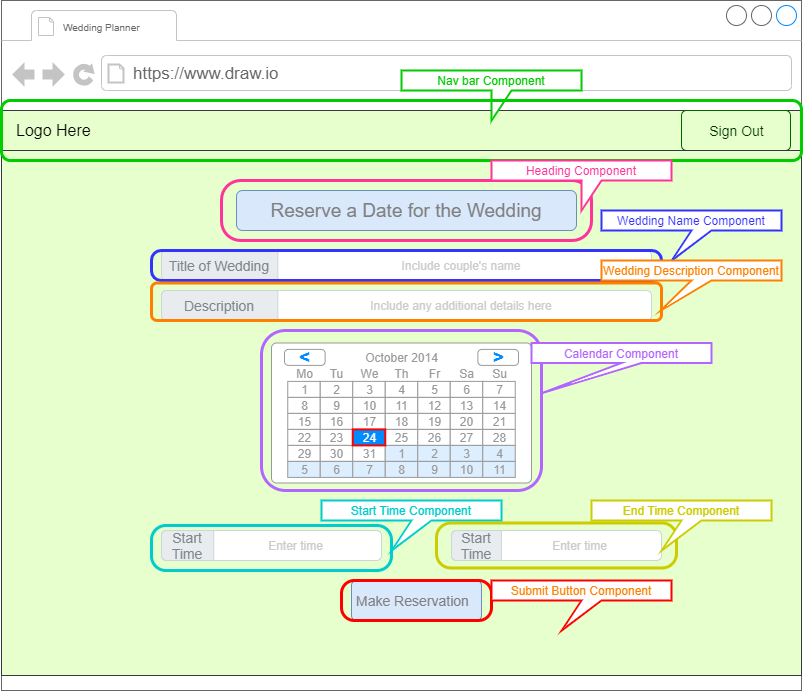 Wedding Planner
https://www.draw.io
Nav bar Component
Logo Here
Sign Out
Heading Component
Reserve a Date for the Wedding
Wedding Name Component
Title of Wedding
Include couple's name
Wedding Description Component
Description
Include any additional details here
Calendar Component
< October 2014 >
Mo Tu We Th Fr Sa Su
1 2 3 4 5 6 7
8 9 10 11 12 13 14
15 16 17 18 19 20 21
22 23 24 25 26 27 28
29 30 31 1 2 3 4
5 6 7 8 9 10 11
Start Time Component
End Time Component
Start
Time
Enter time
Start
Time
Enter time
Submit Button Component
Make Reservation